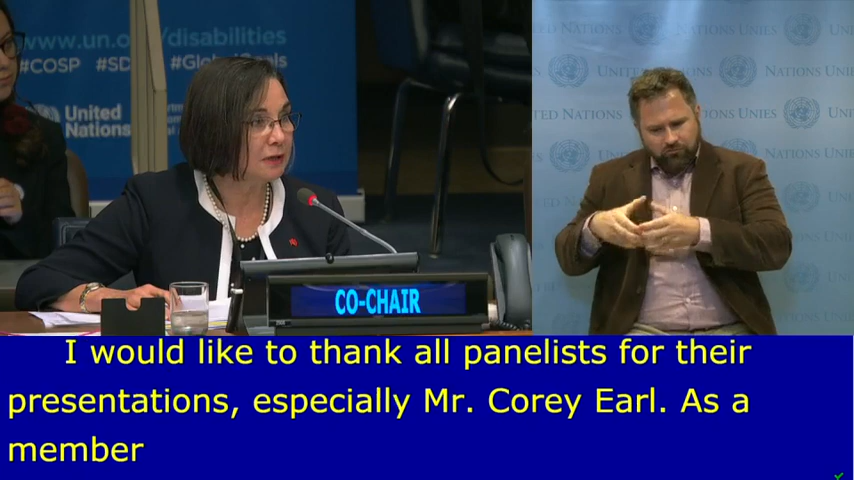 www.un.org/disabilities
#COSP #SD #GlobalGoals
United
Nations
CO-CHAIR
UNITED NATIONS
NATIONS UNIES
I would like to thank all panelists for their
presentations, especially Mr. Corey Earl. As a
member